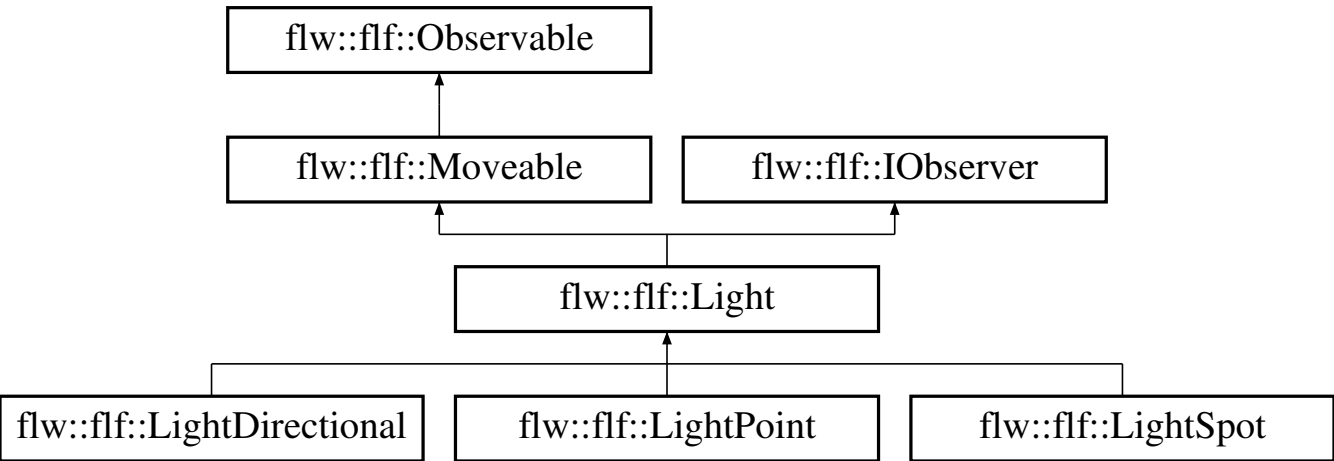 flw::flf::Observable
flw::flf::Moveable
flw::flf::IObserver
flw::flf::Light
flw::flf::LightDirectional
flw::flf::LightPoint
flw::flf::LightSpot